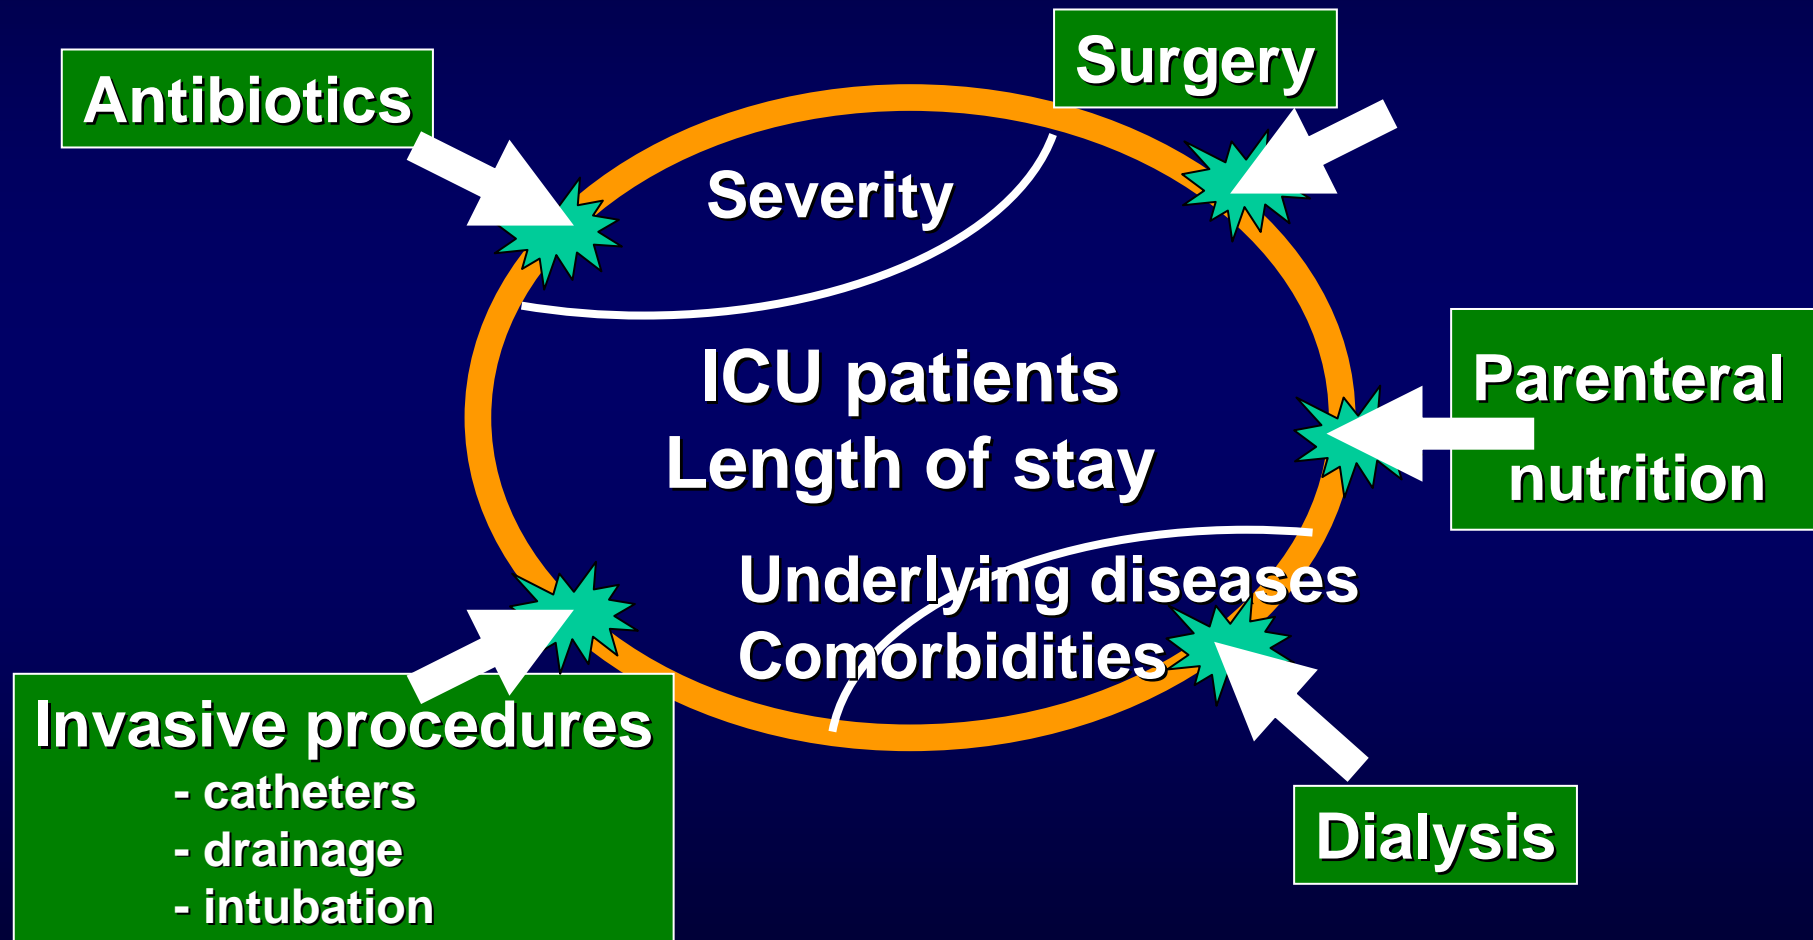 Antibiotics
Surgery
Severity
ICU patients
Length of stay
Parenteral
nutrition
Underlying diseases
Comorbidities
Invasive procedures
- catheters
- drainage
- intubation
Dialysis